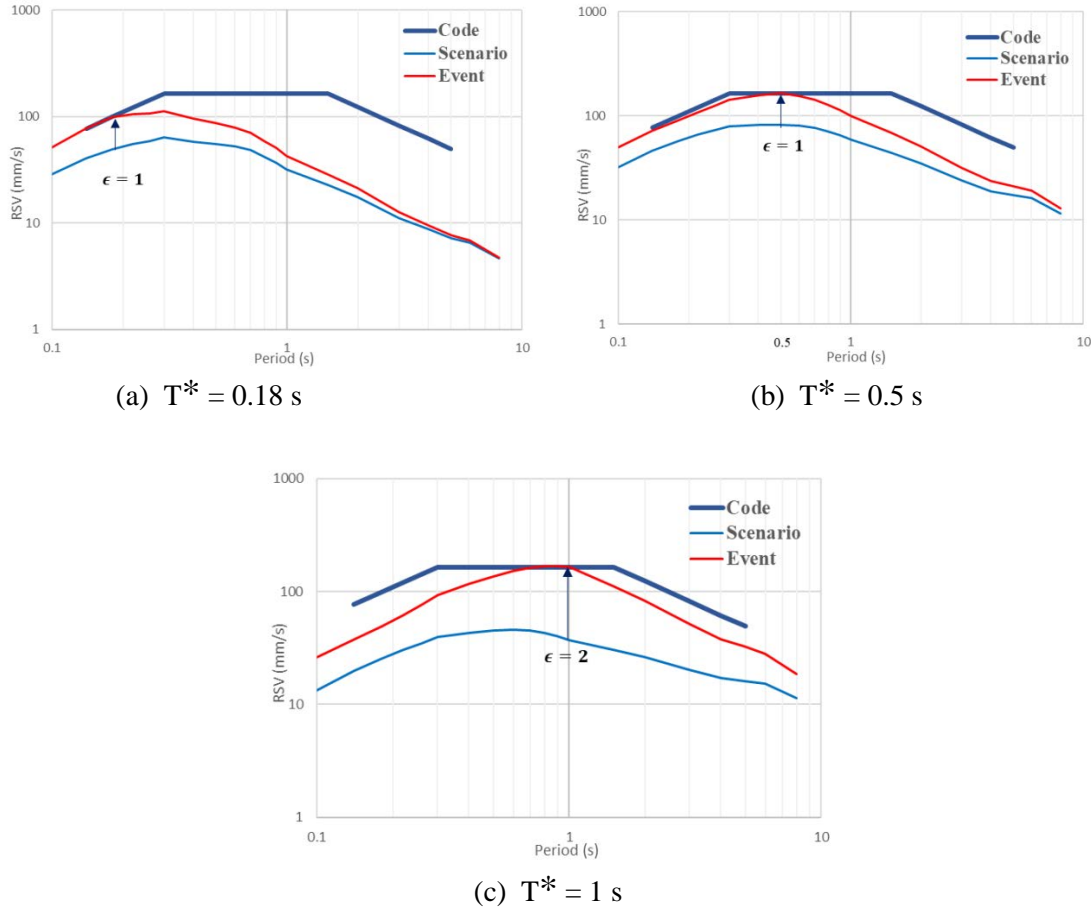 1000
100
10
1
RSV (mm/s)
0.1
1
10
Period (s)
Code
Scenario
Event
ϵ = 1
(a) T* = 0.18 s
1000
100
10
1
RSV (mm/s)
0.1
0.5
1
10
Period (s)
Code
Scenario
Event
ϵ = 1
(b) T* = 0.5 s
1000
100
10
1
RSV (mm/s)
0.1
1
10
Period (s)
Code
Scenario
Event
ϵ = 2
(c) T* = 1 s